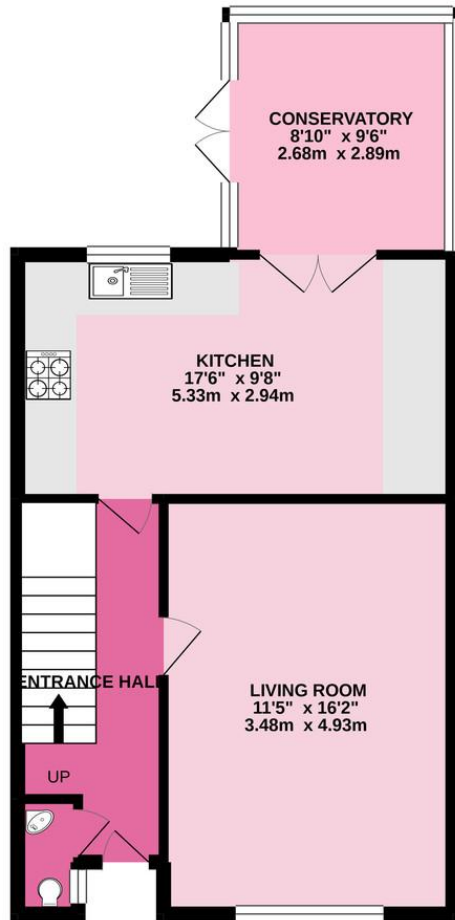 CONSERVATORY
8'10" x 9'6"
2.68m x 2.89m
KITCHEN
17'6" x 9'8"
5.33m x 2.94m
ENTRANCE HALL
LIVING ROOM
11'5" x 16'2"
3.48m x 4.93m
UP